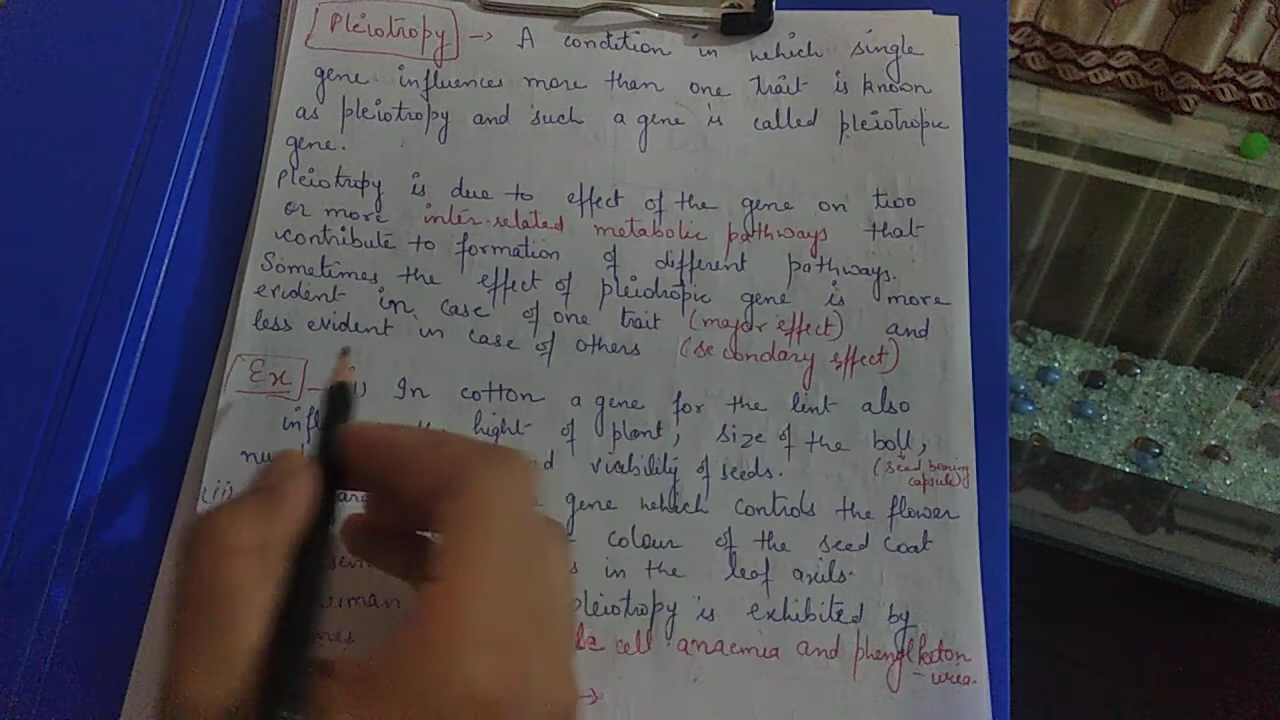 Pleiotropy → A condition in which single
gene influences more than one trait is known
as pleiotropy and such a gene is called pleiotropic
gene.
Pleiotropy is due to effect of the gene on two
or more inter-related metabolic pathways that
contribute to formation of different pathways.
Sometimes the effect of pleiotropic gene is more
evident in case of one trait (major effect) and
less evident in case of others (secondary effect)
Ex - i) In cotton a gene for the lint also
the hight of plant, size of the boll,
viability of seeds. (seed bearing
capsule)
(ii) gene which controls the flower
colour of the seed coat
in the leaf axils.
pleiotropy is exhibited by
cell anaemia and phenylketon
-urea.
→